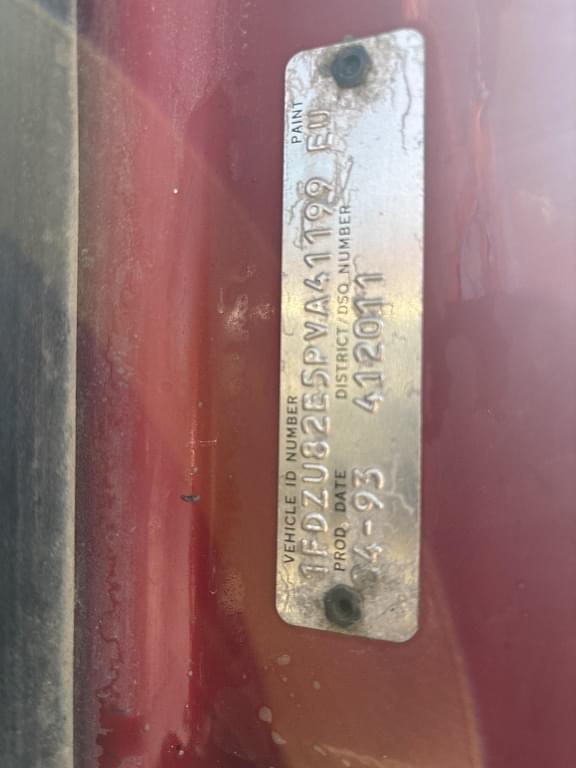 VEHICLE ID NUMBER PAINT
1FDZU82E5PVA41199 EU
PROD. DATE DISTRICT/DSO NUMBER
04-93 412011